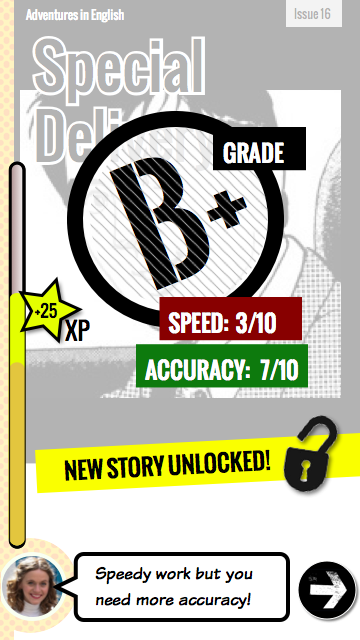 Adventures in English
Issue 16
Special
Delivery
GRADE
B+
SPEED: 3/10
+25
XP
ACCURACY: 7/10
NEW STORY UNLOCKED!
Speedy work but you
need more accuracy!